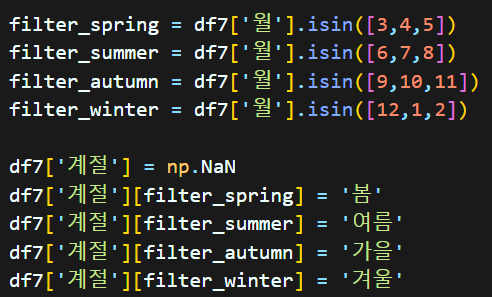 filter_spring = df7['월'].isin([3,4,5])
filter_summer = df7['월'].isin([6,7,8])
filter_autumn = df7['월'].isin([9,10,11])
filter_winter = df7['월'].isin([12,1,2])
df7['계절'] = np.NaN
df7['계절'][filter_spring] = '봄'
df7['계절'][filter_summer] = '여름'
df7['계절'][filter_autumn] = '가을'
df7['계절'][filter_winter] = '겨울'